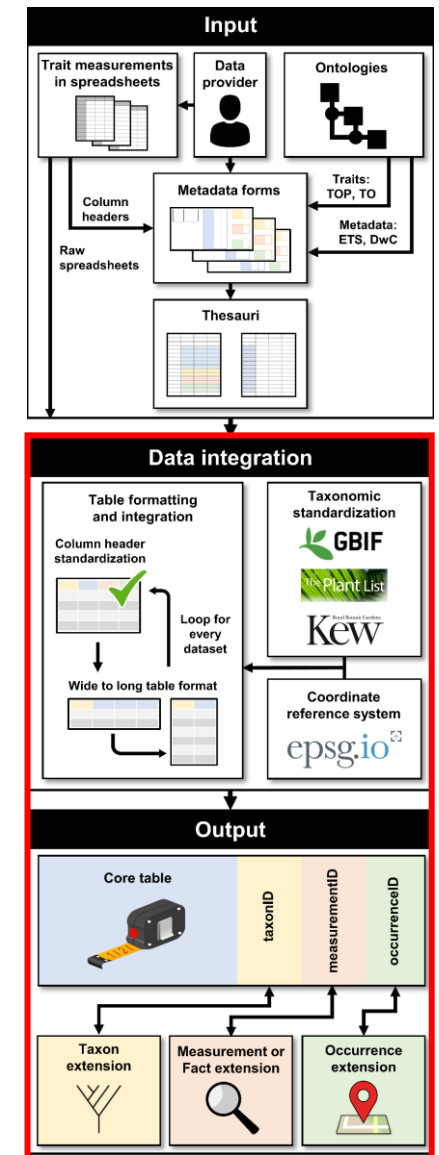 Input
Trait measurements
in spreadsheets
Data
provider
Ontologies
Metadata forms
Traits:
TOP, TO
Column
headers
Metadata:
ETS, DwC
Raw
spreadsheets
Thesauri
Data integration
Table formatting
and integration
Column header
standardization
Loop for
every
dataset
Wide to long table format
Taxonomic
standardization
GBIF
The Plant List
Royal Botanic Gardens
Kew
Coordinate
reference system
epsg.io
Output
Core table
taxonID
measurementID
occurrenceID
Taxon
extension
Measurement or
Fact extension
Occurrence
extension